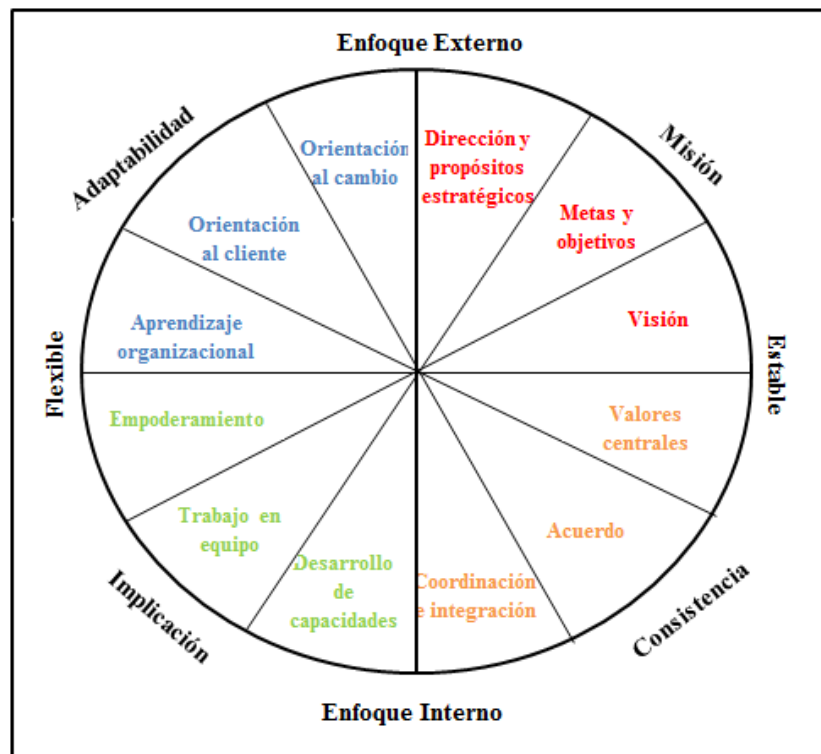 Enfoque Externo
Adaptabilidad
Misión
Orientación
al cambio
Dirección y
propósitos
estratégicos
Orientación
al cliente
Metas y
objetivos
Aprendizaje
organizacional
Visión
Flexible
Estable
Empoderamiento
Valores
centrales
Trabajo en
equipo
Acuerdo
Desarrollo
de
capacidades
Coordinación
e integración
Implicación
Consistencia
Enfoque Interno